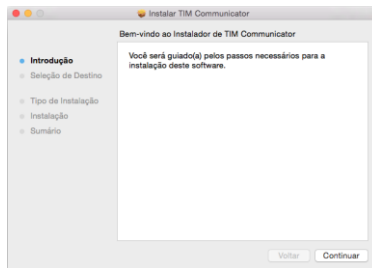 Instalar TIM Communicator
Bem-vindo ao Instalador de TIM Communicator
Introdução
Seleção de Destino
Tipo de Instalação
Instalação
Sumário
Você será guiado(a) pelos passos necessários para a
instalação deste software.
Voltar
Continuar